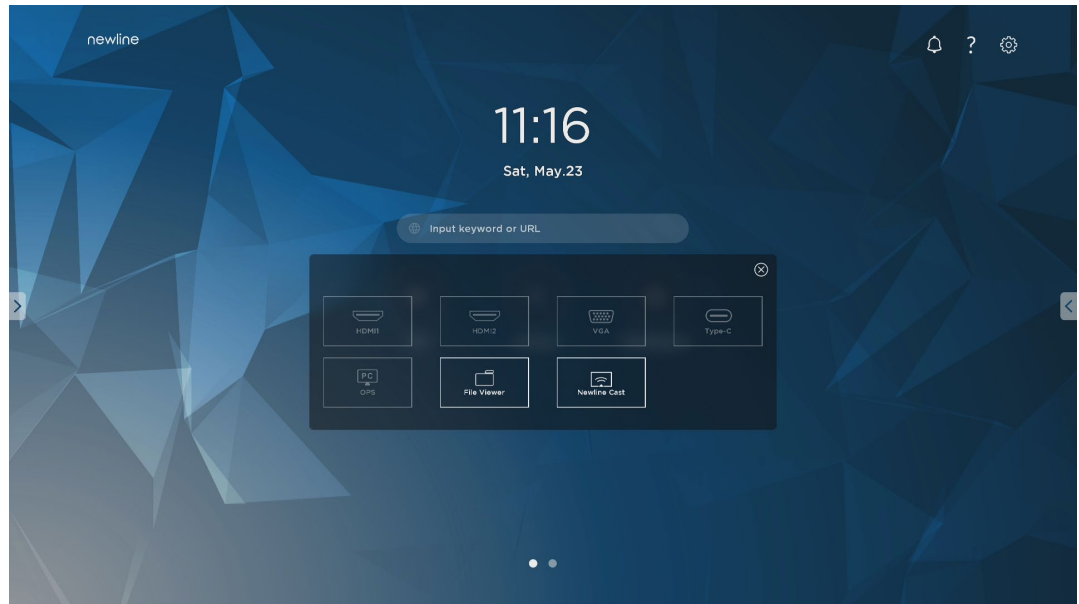 newline
?
11:16
Sat, May.23
Input keyword or URL
HDMI1
HDMI2
VGA
Type-C
PC
OPS
File Viewer
Newline Cast